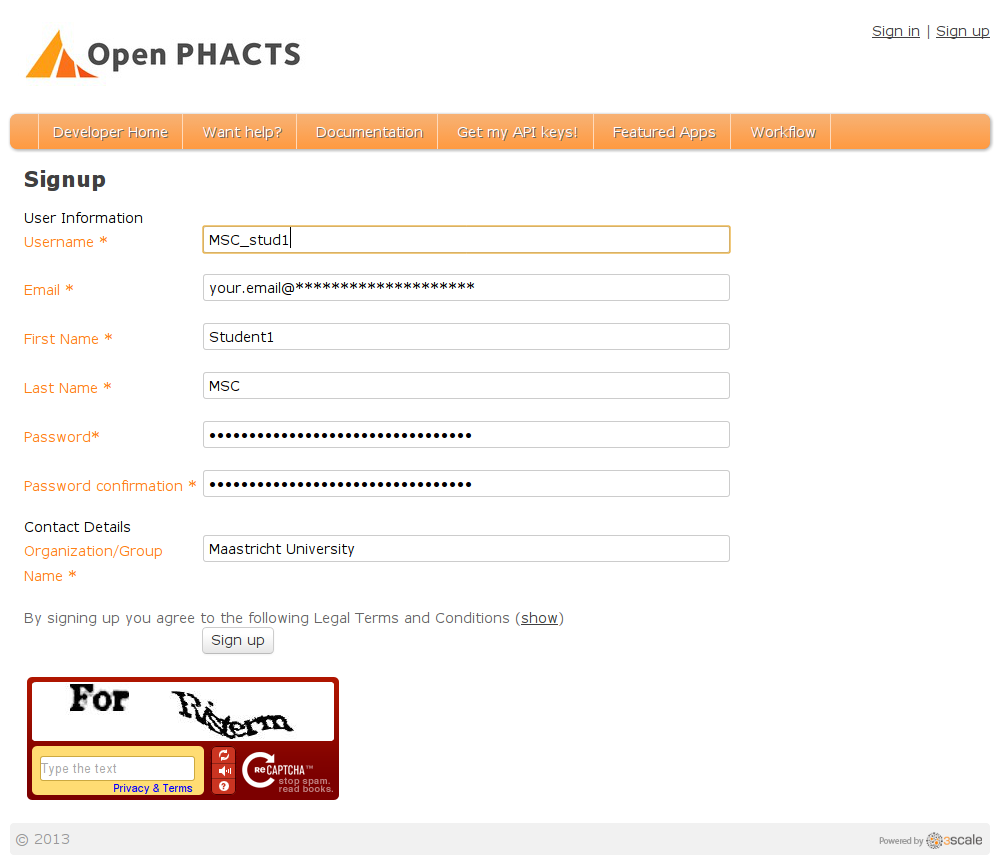 Sign in | Sign up
Open PHACTS
Developer Home Want help? Documentation Get my API keys! Featured Apps Workflow
Signup
User Information
Username * MSC_stud1
Email * your.email@********************
First Name * Student1
Last Name * MSC
Password* •••••••••••••••••••••••••••••••••
Password confirmation * •••••••••••••••••••••••••••••••••
Contact Details
Organization/Group
Name *
Maastricht University
By signing up you agree to the following Legal Terms and Conditions (show)
Sign up
For
Type the text
Privacy & Terms
reCAPTCHA™
stop spam.
read books.
© 2013
Powered by 3scale